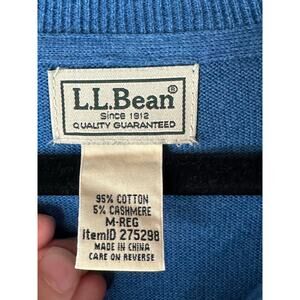 L.L.Bean®
Since 1912
QUALITY GUARANTEED
95% COTTON
5% CASHMERE
M-REG
ItemID 275298
MADE IN CHINA
CARE ON REVERSE